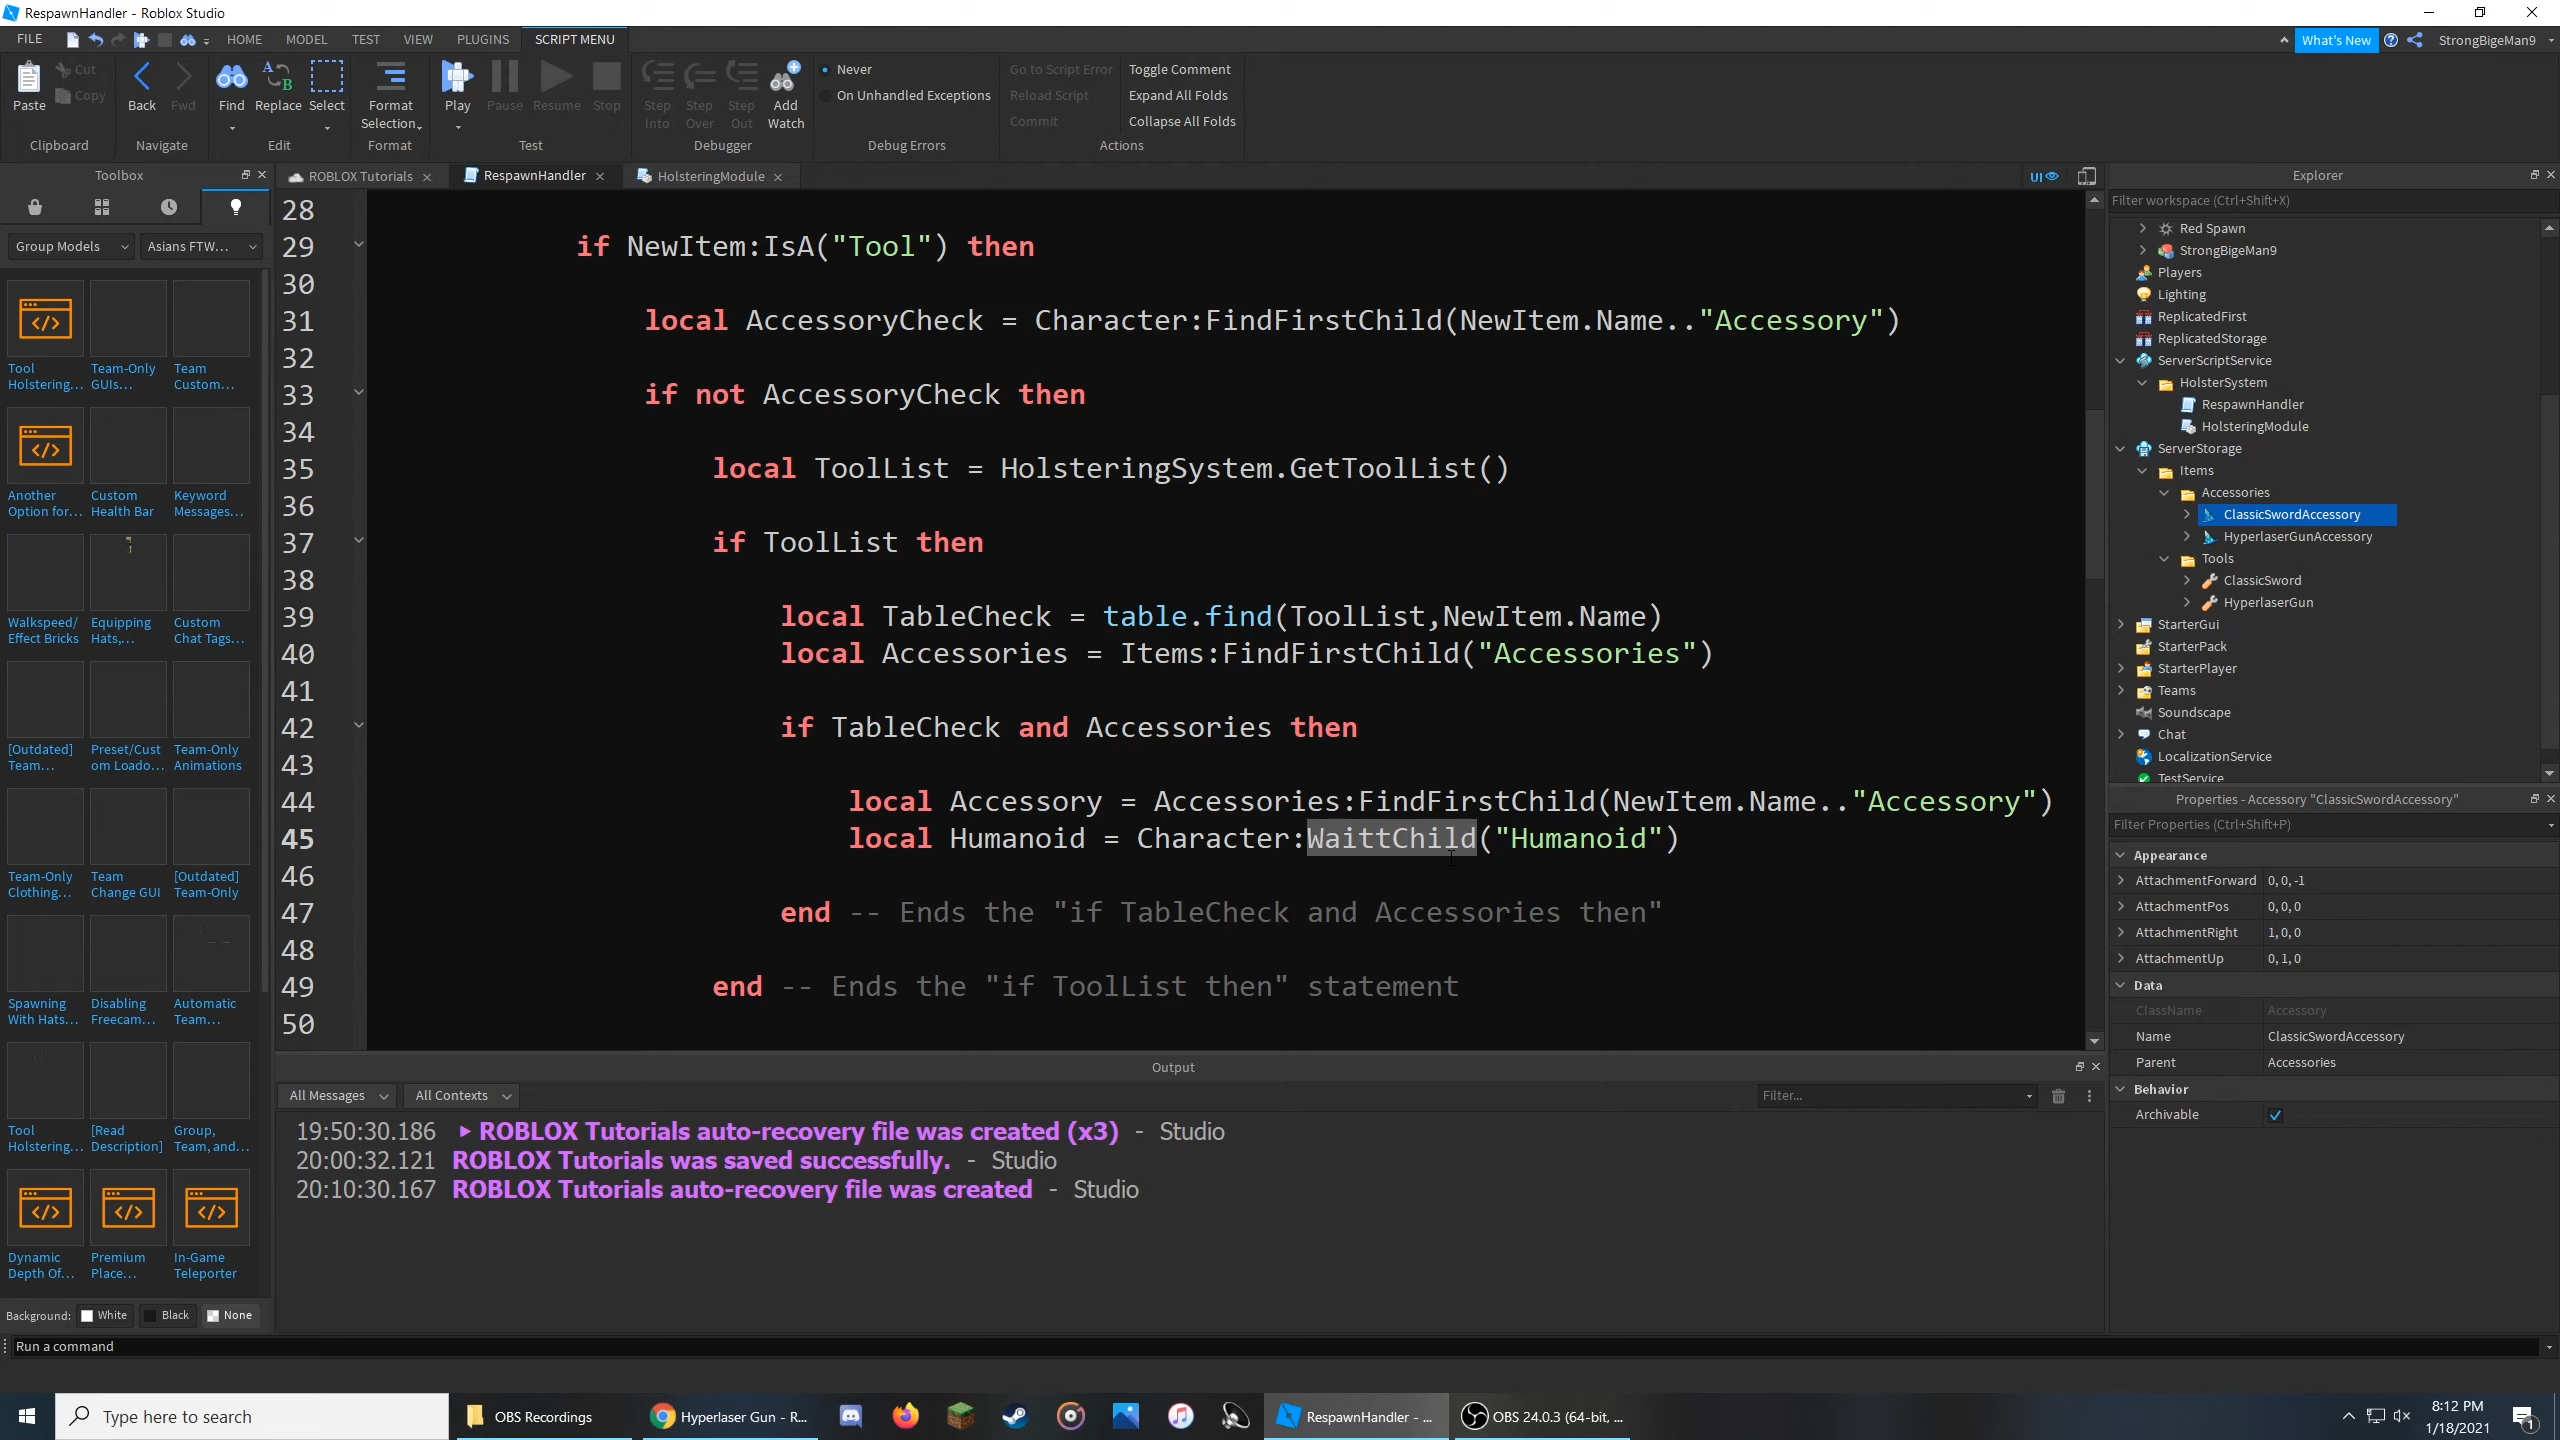 RespawnHandler - Roblox Studio
FILE HOME MODEL TEST VIEW PLUGINS SCRIPT MENU What's New StrongBigeMan9
Paste Cut Copy Back Fwd Find Replace Select Format Selection Play Pause Resume Stop Step Into Step Over Step Out Add Watch
Never
On Unhandled Exceptions
Go to Script Error
Reload Script
Commit
Toggle Comment
Expand All Folds
Collapse All Folds
Clipboard Navigate Edit Format Test Debugger Debug Errors Actions
Toolbox
Group Models Asians FTW...
Tool Holstering... Team-Only GUIs... Team Custom...
Another Option for... Custom Health Bar Keyword Messages...
Walkspeed/ Effect Bricks Equipping Hats,... Custom Chat Tags...
[Outdated] Team... Preset/Cust om Loado... Team-Only Animations
Team-Only Clothing... Team Change GUI [Outdated] Team-Only
Spawning With Hats... Disabling Freecam... Automatic Team...
Tool Holstering... [Read Description] Group, Team, and...
Dynamic Depth Of... Premium Place... In-Game Teleporter
Background: White Black None
ROBLOX Tutorials RespawnHandler HolsteringModule UI
28
29 if NewItem:IsA("Tool") then
30
31 local AccessoryCheck = Character:FindFirstChild(NewItem.Name.."Accessory")
32
33 if not AccessoryCheck then
34
35 local ToolList = HolsteringSystem.GetToolList()
36
37 if ToolList then
38
39 local TableCheck = table.find(ToolList,NewItem.Name)
40 local Accessories = Items:FindFirstChild("Accessories")
41
42 if TableCheck and Accessories then
43
44 local Accessory = Accessories:FindFirstChild(NewItem.Name.."Accessory")
45 local Humanoid = Character:WaittChild("Humanoid")
46
47 end -- Ends the "if TableCheck and Accessories then"
48
49 end -- Ends the "if ToolList then" statement
50
Output
All Messages All Contexts Filter...
19:50:30.186 ROBLOX Tutorials auto-recovery file was created (x3) - Studio
20:00:32.121 ROBLOX Tutorials was saved successfully. - Studio
20:10:30.167 ROBLOX Tutorials auto-recovery file was created - Studio
Explorer
Filter workspace (Ctrl+Shift+X)
Red Spawn
StrongBigeMan9
Players
Lighting
ReplicatedFirst
ReplicatedStorage
ServerScriptService
HolsterSystem
RespawnHandler
HolsteringModule
ServerStorage
Items
Accessories
ClassicSwordAccessory
HyperlaserGunAccessory
Tools
ClassicSword
HyperlaserGun
StarterGui
StarterPack
StarterPlayer
Teams
Soundscape
Chat
LocalizationService
TestService
Properties - Accessory "ClassicSwordAccessory"
Filter Properties (Ctrl+Shift+P)
Appearance
AttachmentForward 0, 0, -1
AttachmentPos 0, 0, 0
AttachmentRight 1, 0, 0
AttachmentUp 0, 1, 0
Data
ClassName Accessory
Name ClassicSwordAccessory
Parent Accessories
Behavior
Archivable
Run a command
Type here to search OBS Recordings Hyperlaser Gun - R... RespawnHandler - ... OBS 24.0.3 (64-bit, ...
8:12 PM
1/18/2021
1